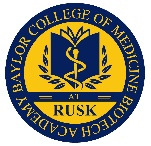 BAYLOR COLLEGE OF MEDICINE BIOTECH ACADEMY
AT
RUSK